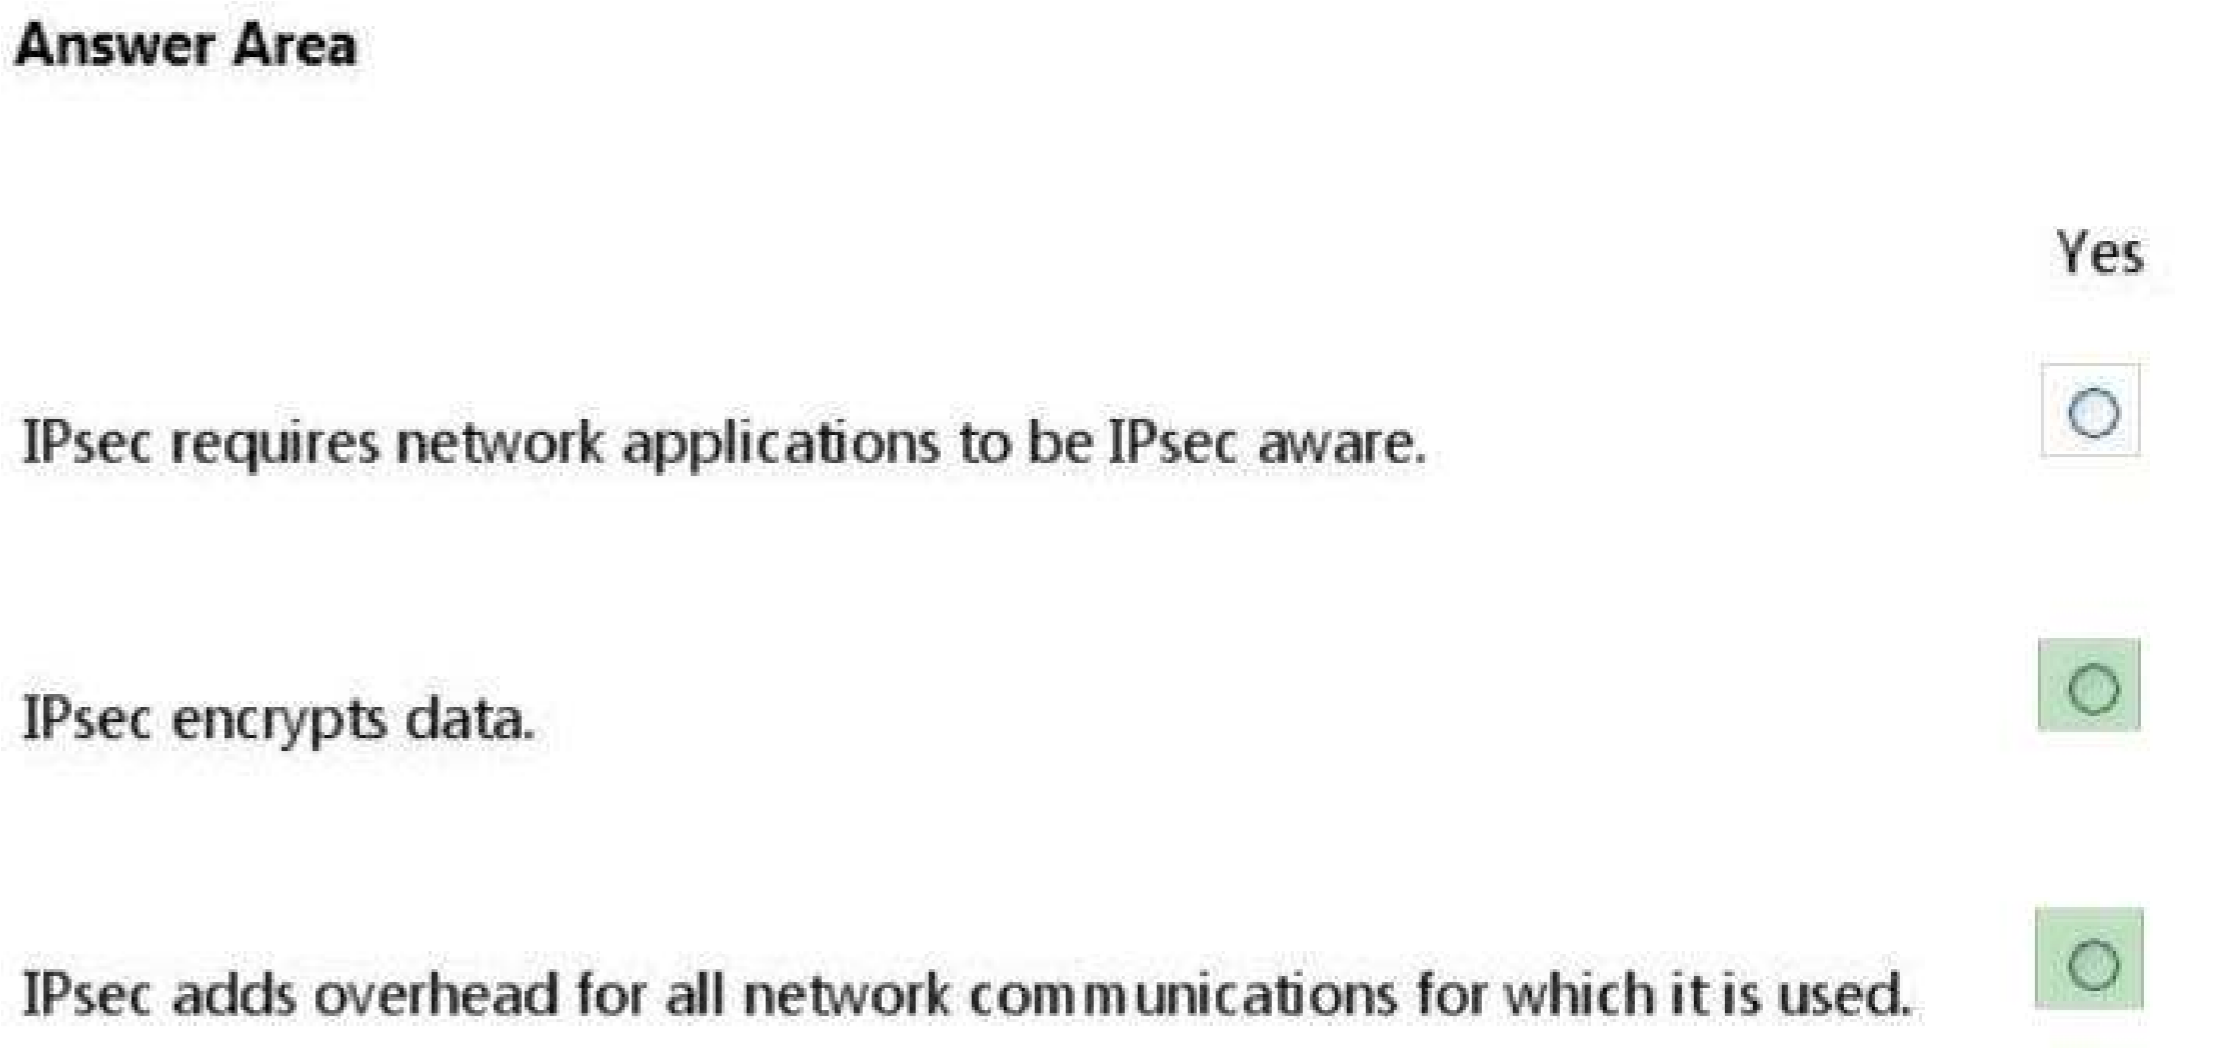 Answer Area
Yes
IPsec requires network applications to be IPsec aware.
IPsec encrypts data.
IPsec adds overhead for all network communications for which it is used.